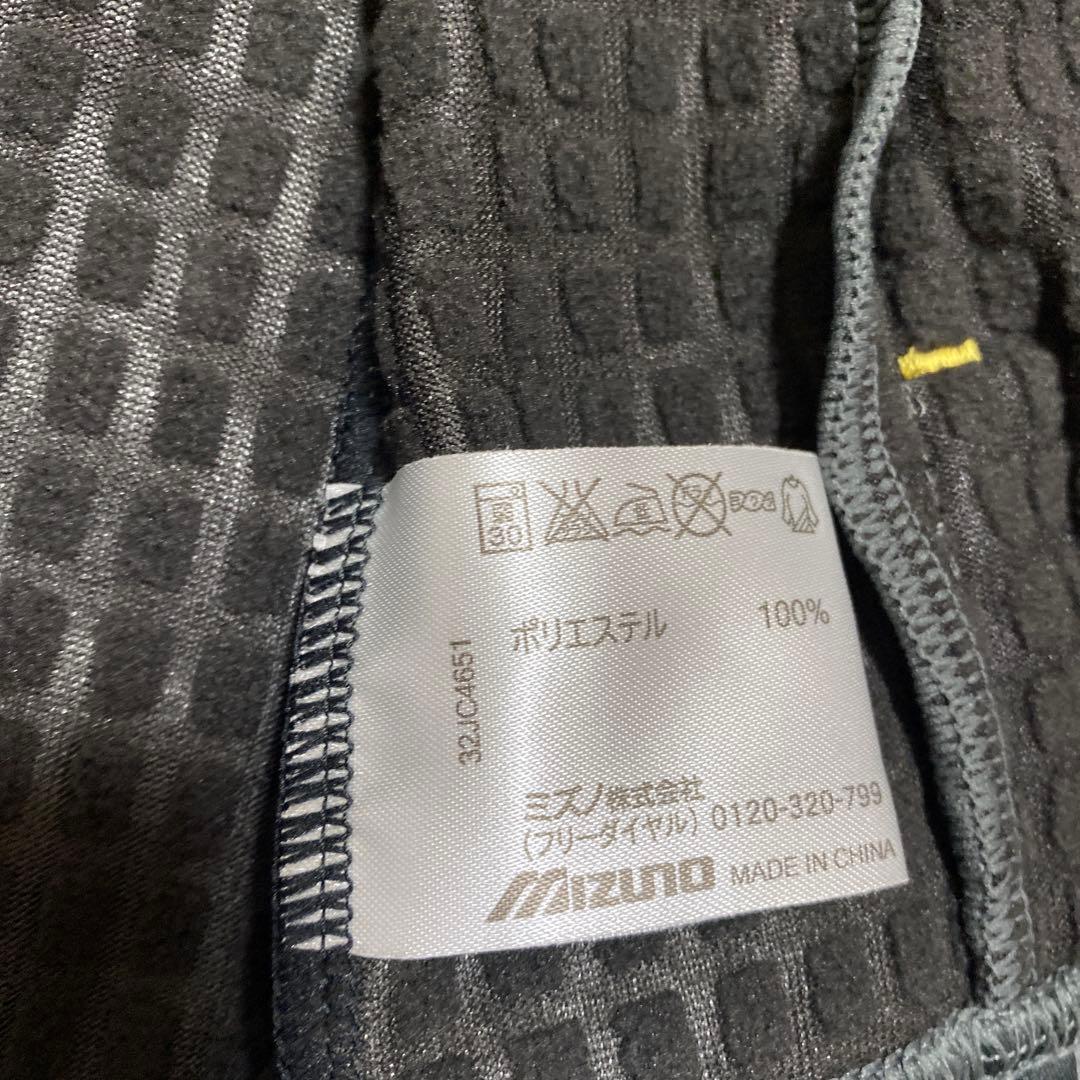 30
ポリエステル 100%
32JC4651
ミズノ株式会社
(フリーダイヤル) 0120-320-799
MIZUNO MADE IN CHINA